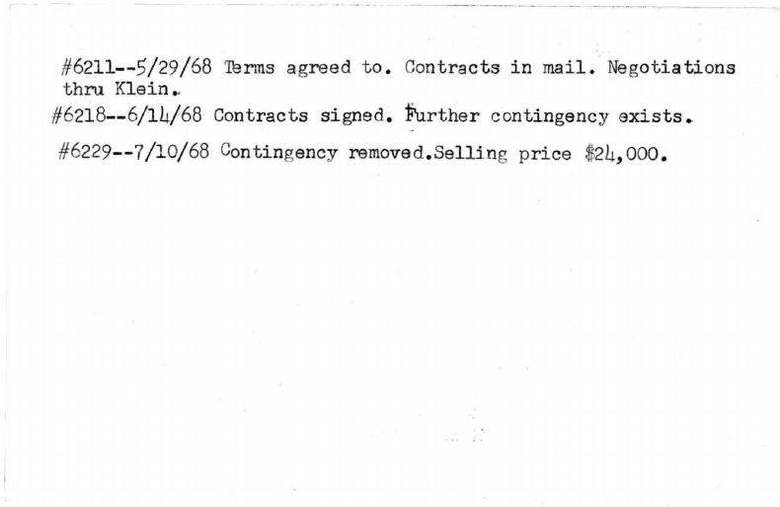 #6211--5/29/68 Terms agreed to. Contracts in mail. Negotiations
thru Klein.
#6218--6/14/68 Contracts signed. Further contingency exists.
#6229--7/10/68 Contingency removed.Selling price $24,000.